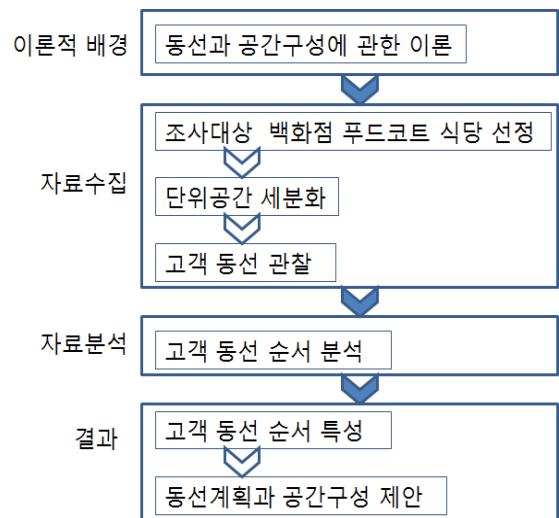 이론적 배경
동선과 공간구성에 관한 이론
자료수집
조사대상 백화점 푸드코트 식당 선정
단위공간 세분화
고객 동선 관찰
자료분석
고객 동선 순서 분석
결과
고객 동선 순서 특성
동선계획과 공간구성 제안